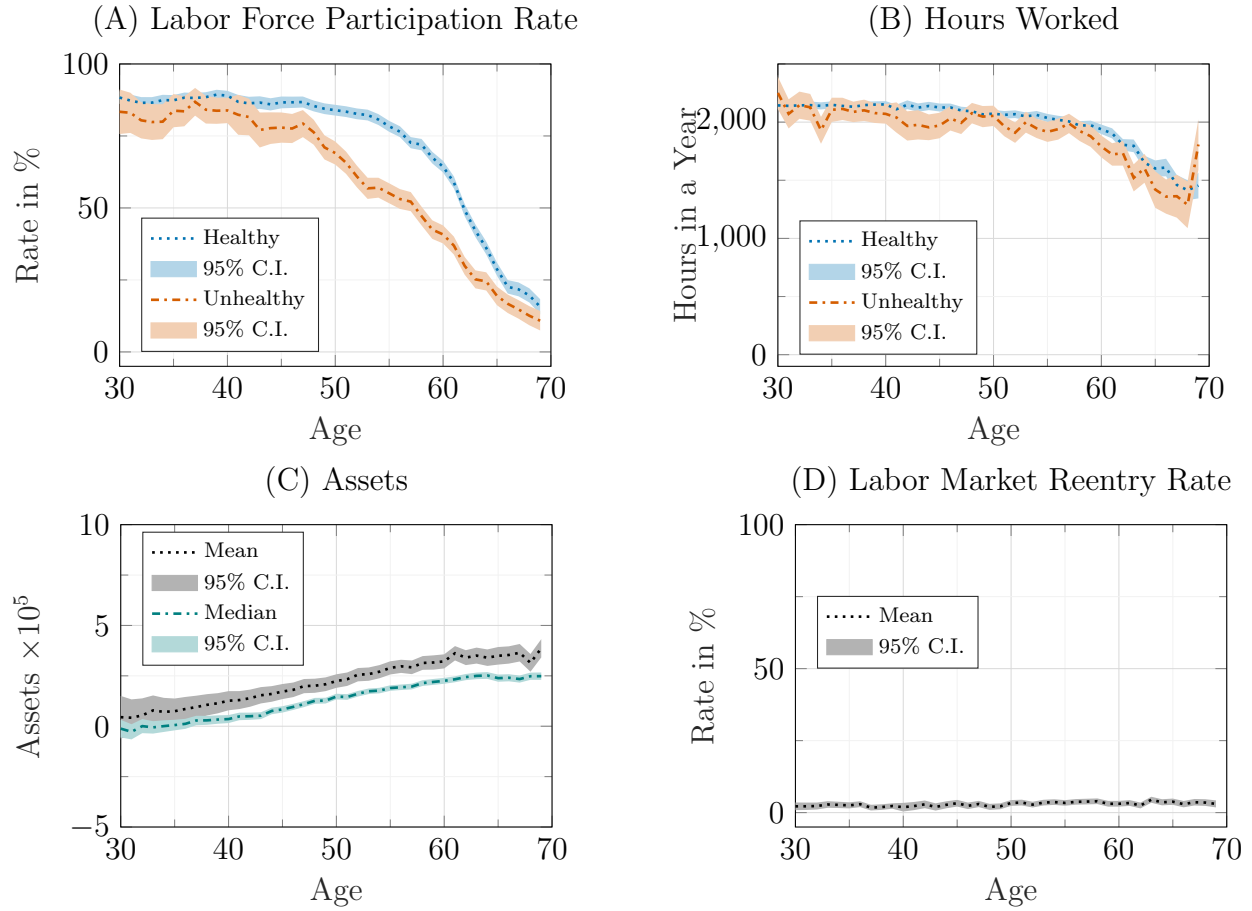 (A) Labor Force Participation Rate
100
50
0
Rate in %
Healthy
95% C.I.
Unhealthy
95% C.I.
30 40 50 60 70
Age
(B) Hours Worked
2,000
1,000
0
Hours in a Year
Healthy
95% C.I.
Unhealthy
95% C.I.
30 40 50 60 70
Age
(C) Assets
10
5
0
−5
Assets ×10⁵
Mean
95% C.I.
Median
95% C.I.
30 40 50 60 70
Age
(D) Labor Market Reentry Rate
100
50
0
Rate in %
Mean
95% C.I.
30 40 50 60 70
Age